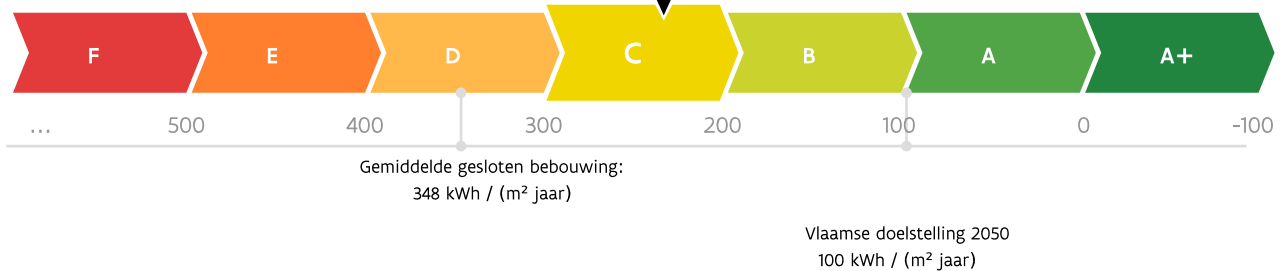 F E D C B A A+
... 500 400 300 200 100 0 -100
Gemiddelde gesloten bebouwing:
348 kWh / (m² jaar)
Vlaamse doelstelling 2050
100 kWh / (m² jaar)